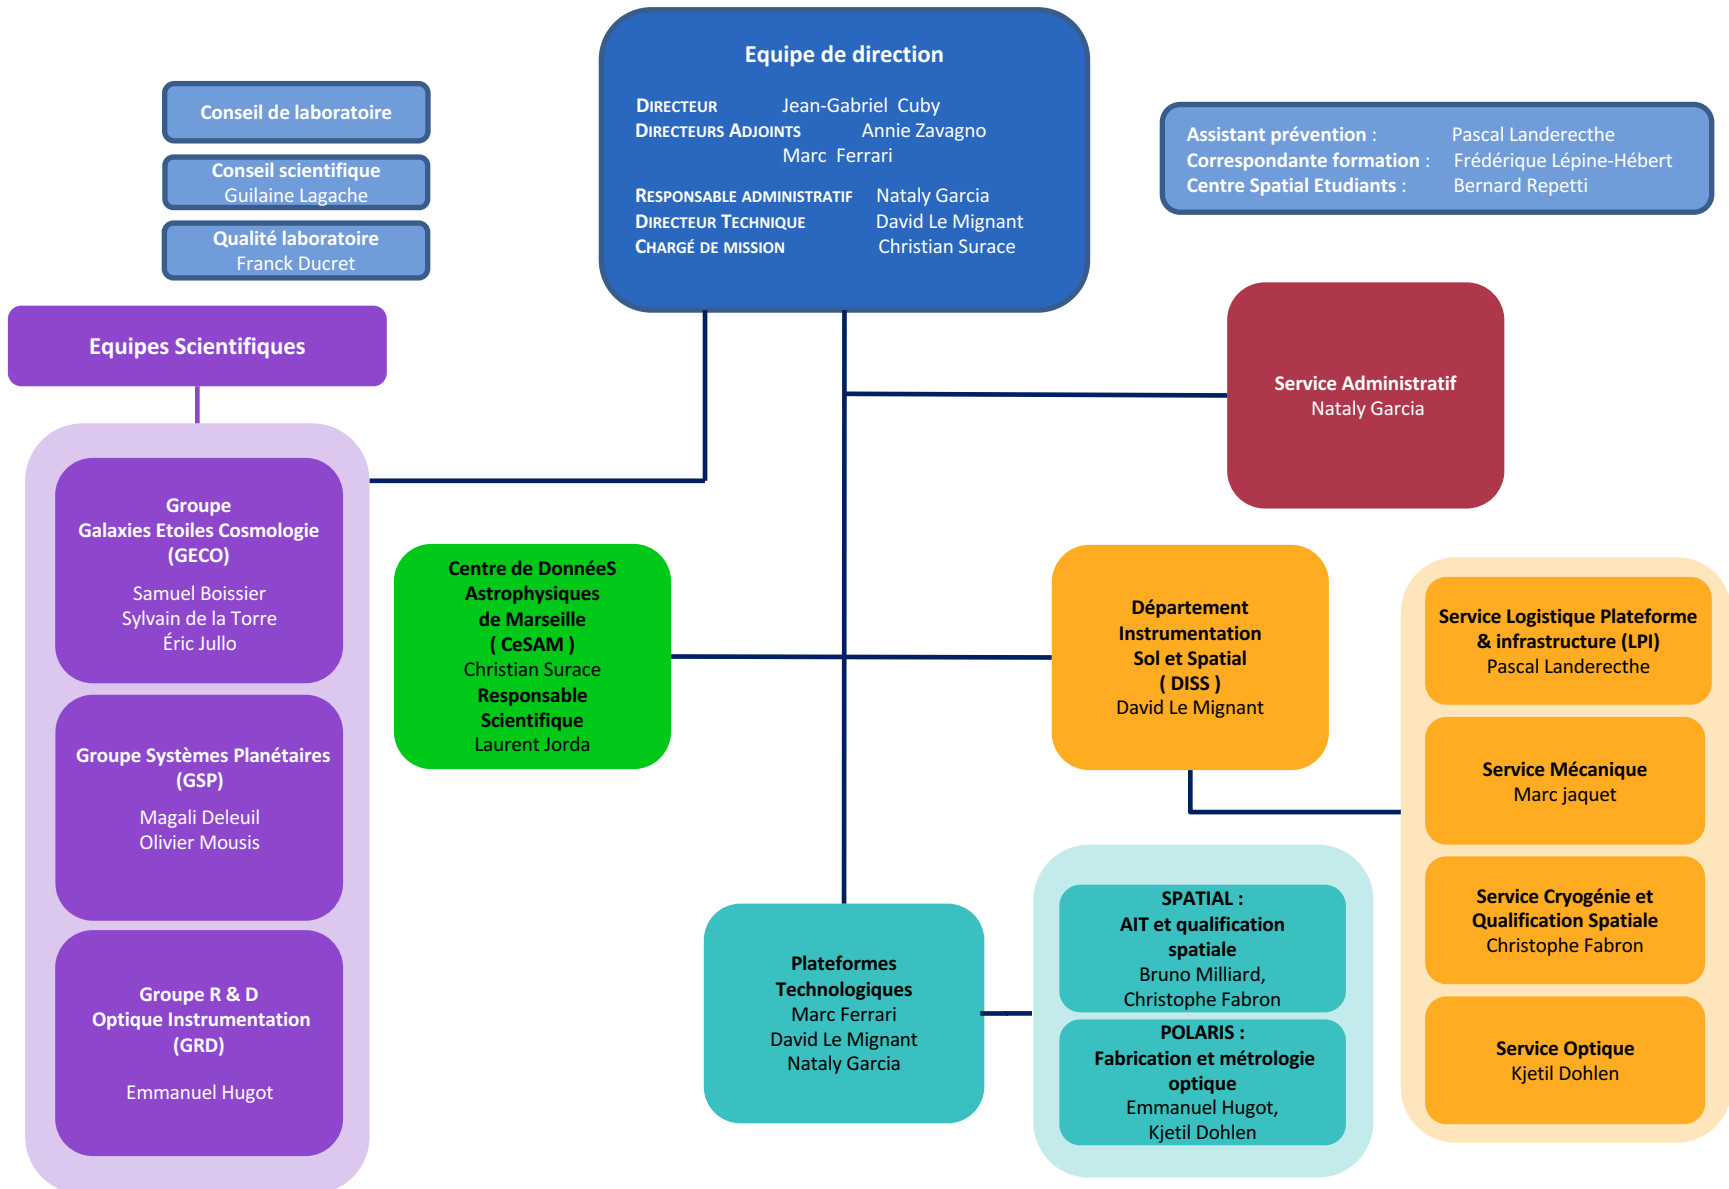 Equipe de direction
DIRECTEUR Jean-Gabriel Cuby
DIRECTEURS ADJOINTS Annie Zavagno
Marc Ferrari
RESPONSABLE ADMINISTRATIF Nataly Garcia
DIRECTEUR TECHNIQUE David Le Mignant
CHARGÉ DE MISSION Christian Surace
Conseil de laboratoire
Conseil scientifique
Guilaine Lagache
Qualité laboratoire
Franck Ducret
Assistant prévention : Pascal Landerecthe
Correspondante formation : Frédérique Lépine-Hébert
Centre Spatial Etudiants : Bernard Repetti
Equipes Scientifiques
Service Administratif
Nataly Garcia
Groupe
Galaxies Etoiles Cosmologie
(GECO)
Samuel Boissier
Sylvain de la Torre
Éric Jullo
Groupe Systèmes Planétaires
(GSP)
Magali Deleuil
Olivier Mousis
Groupe R & D
Optique Instrumentation
(GRD)
Emmanuel Hugot
Centre de DonnéeS
Astrophysiques
de Marseille
( CeSAM )
Christian Surace
Responsable
Scientifique
Laurent Jorda
Département
Instrumentation
Sol et Spatial
( DISS )
David Le Mignant
Service Logistique Plateforme
& infrastructure (LPI)
Pascal Landerecthe
Service Mécanique
Marc jaquet
Service Cryogénie et
Qualification Spatiale
Christophe Fabron
Service Optique
Kjetil Dohlen
Plateformes
Technologiques
Marc Ferrari
David Le Mignant
Nataly Garcia
SPATIAL :
AIT et qualification
spatiale
Bruno Milliard,
Christophe Fabron
POLARIS :
Fabrication et métrologie
optique
Emmanuel Hugot,
Kjetil Dohlen